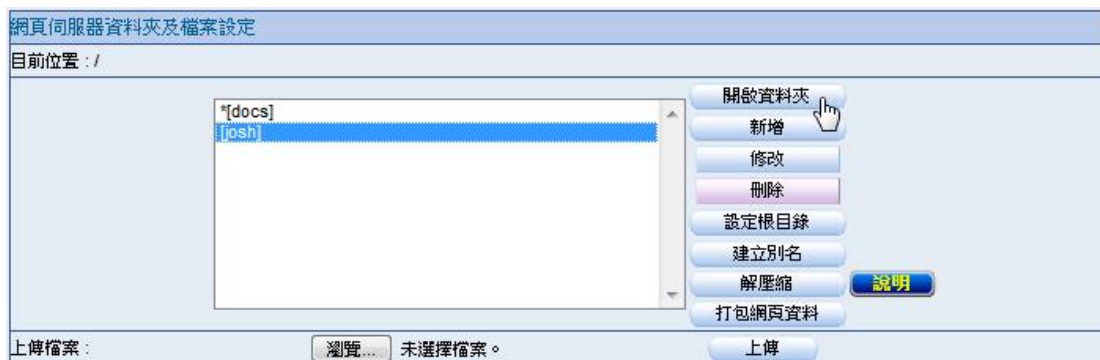 網頁伺服器資料夾及檔案設定
目前位置：/
*[docs]
[josh]
開啟資料夾
新增
修改
刪除
設定根目錄
建立別名
解壓縮
說明
打包網頁資料
上傳檔案：
瀏覽...
未選擇檔案。
上傳